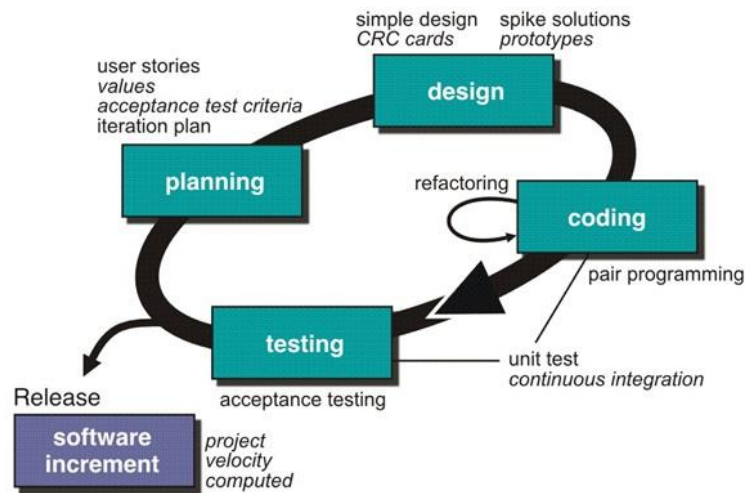 simple design
CRC cards
spike solutions
prototypes
design
user stories
values
acceptance test criteria
iteration plan
planning
refactoring
coding
pair programming
testing
unit test
continuous integration
acceptance testing
Release
software
increment
project
velocity
computed